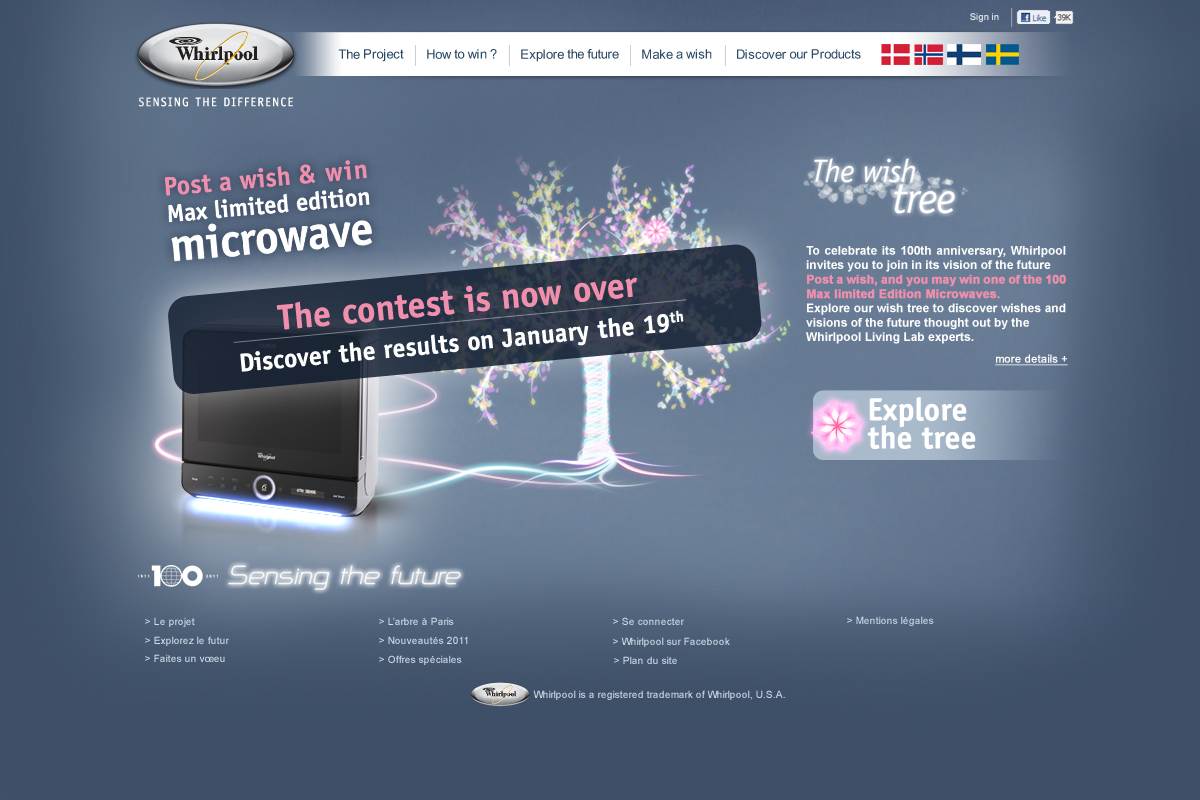 Sign in
Like
39K
Whirlpool
SENSING THE DIFFERENCE
The Project
How to win ?
Explore the future
Make a wish
Discover our Products
Post a wish & win
Max limited edition
microwave
The contest is now over
Discover the results on January the 19th
The wish
tree
To celebrate its 100th anniversary, Whirlpool
invites you to join in its vision of the future
Post a wish, and you may win one of the 100
Max limited Edition Microwaves.
Explore our wish tree to discover wishes and
visions of the future thought out by the
Whirlpool Living Lab experts.
more details +
Explore
the tree
Whirlpool
1911 100 2011
Sensing the future
> Le projet
> Explorez le futur
> Faites un vœeu
> L'arbre à Paris
> Nouveautés 2011
> Offres spéciales
> Se connecter
> Whirlpool sur Facebook
> Plan du site
> Mentions légales
Whirlpool
Whirlpool is a registered trademark of Whirlpool, U.S.A.